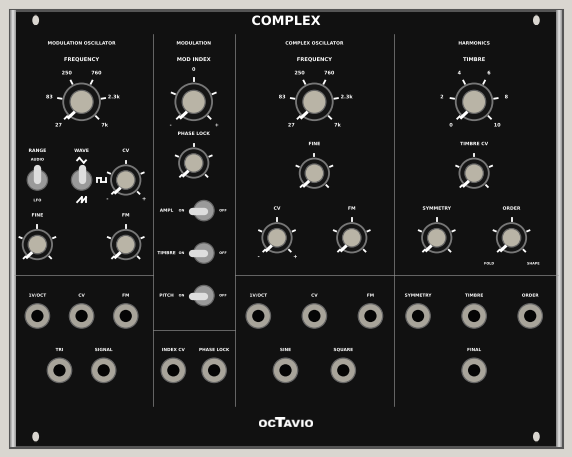 COMPLEX
MODULATION OSCILLATOR
MODULATION
COMPLEX OSCILLATOR
HARMONICS
FREQUENCY
MOD INDEX
FREQUENCY
TIMBRE
250 760
0
250 760
4 6
83 2.3k
83 2.3k
2 8
27 7k
- +
27 7k
0 10
PHASE LOCK
RANGE
WAVE
CV
FINE
TIMBRE CV
AUDIO
LFO
- +
FINE
FM
AMPL ON OFF
CV
FM
SYMMETRY
ORDER
TIMBRE ON OFF
- +
FOLD SHAPE
PITCH ON OFF
1V/OCT
CV
FM
1V/OCT
CV
FM
SYMMETRY
TIMBRE
ORDER
TRI
SIGNAL
INDEX CV
PHASE LOCK
SINE
SQUARE
FINAL
OCTAVIO